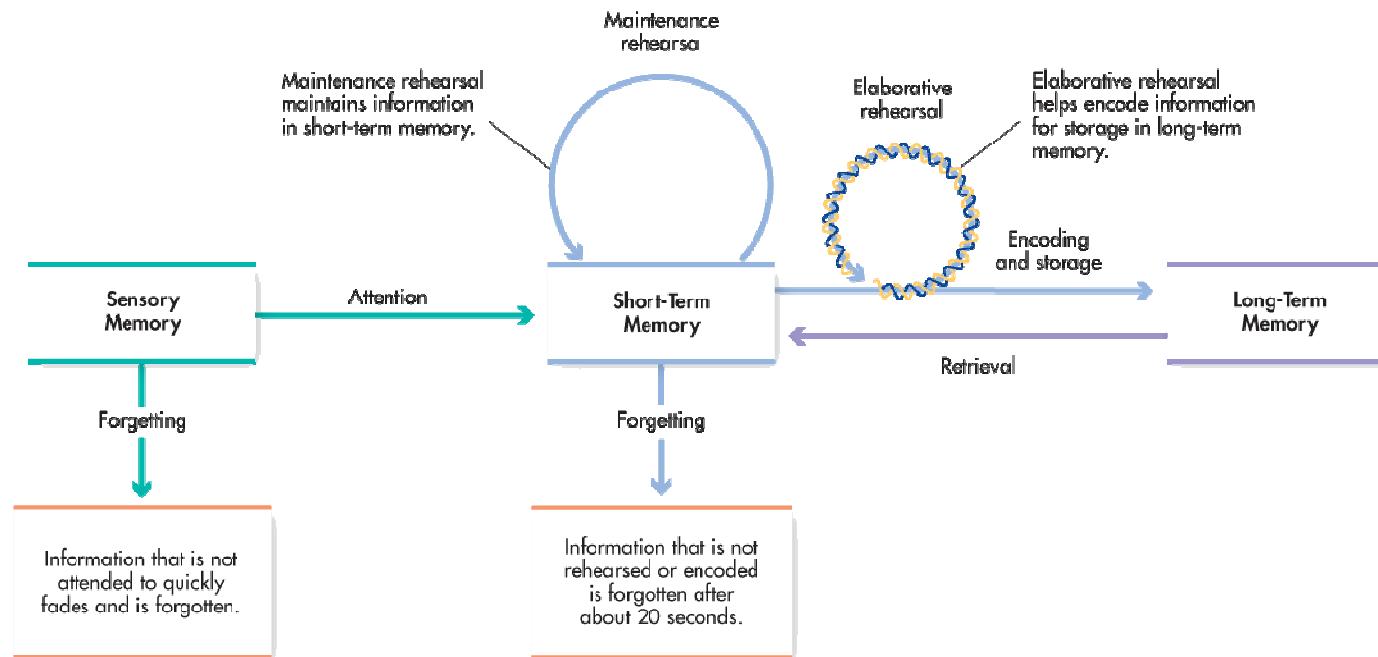 Maintenance
rehearsa
Maintenance rehearsal
maintains information
in short-term memory.
Elaborative
rehearsal
Elaborative rehearsal
helps encode information
for storage in long-term
memory.
Sensory
Memory
Attention
Short-Term
Memory
Encoding
and storage
Long-Term
Memory
Retrieval
Forgetting
Forgetting
Information that is not
attended to quickly
fades and is forgotten.
Information that is not
rehearsed or encoded
is forgotten after
about 20 seconds.